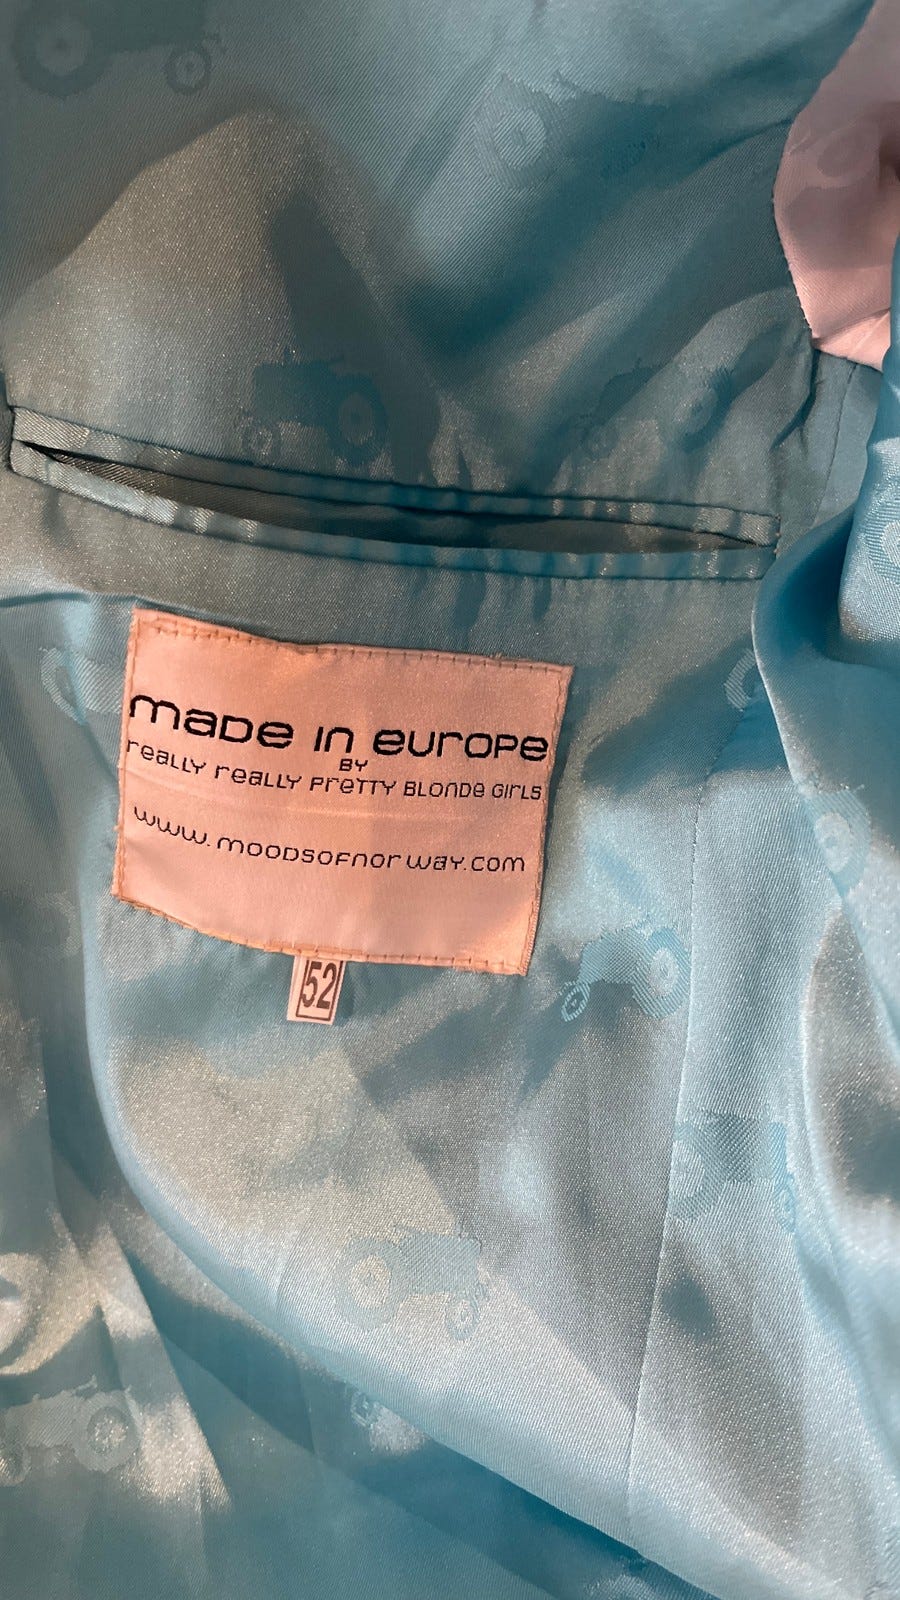 made in europe
BY
really really pretty blonde girls
www.moodsofnorway.com
52